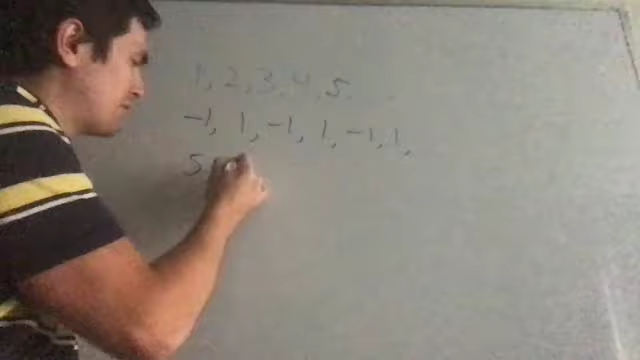 1, 2, 3, 4, 5.
-1, 1, -1, 1, -1, 1,
5